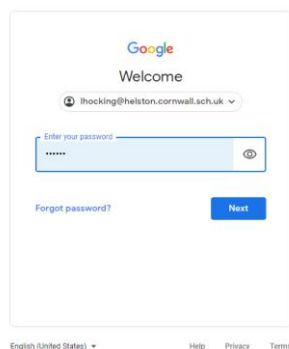 Google
Welcome
lhocking@helston.cornwall.sch.uk
Enter your password
••••••
Forgot password? Next
English (United States) Help Privacy Terms